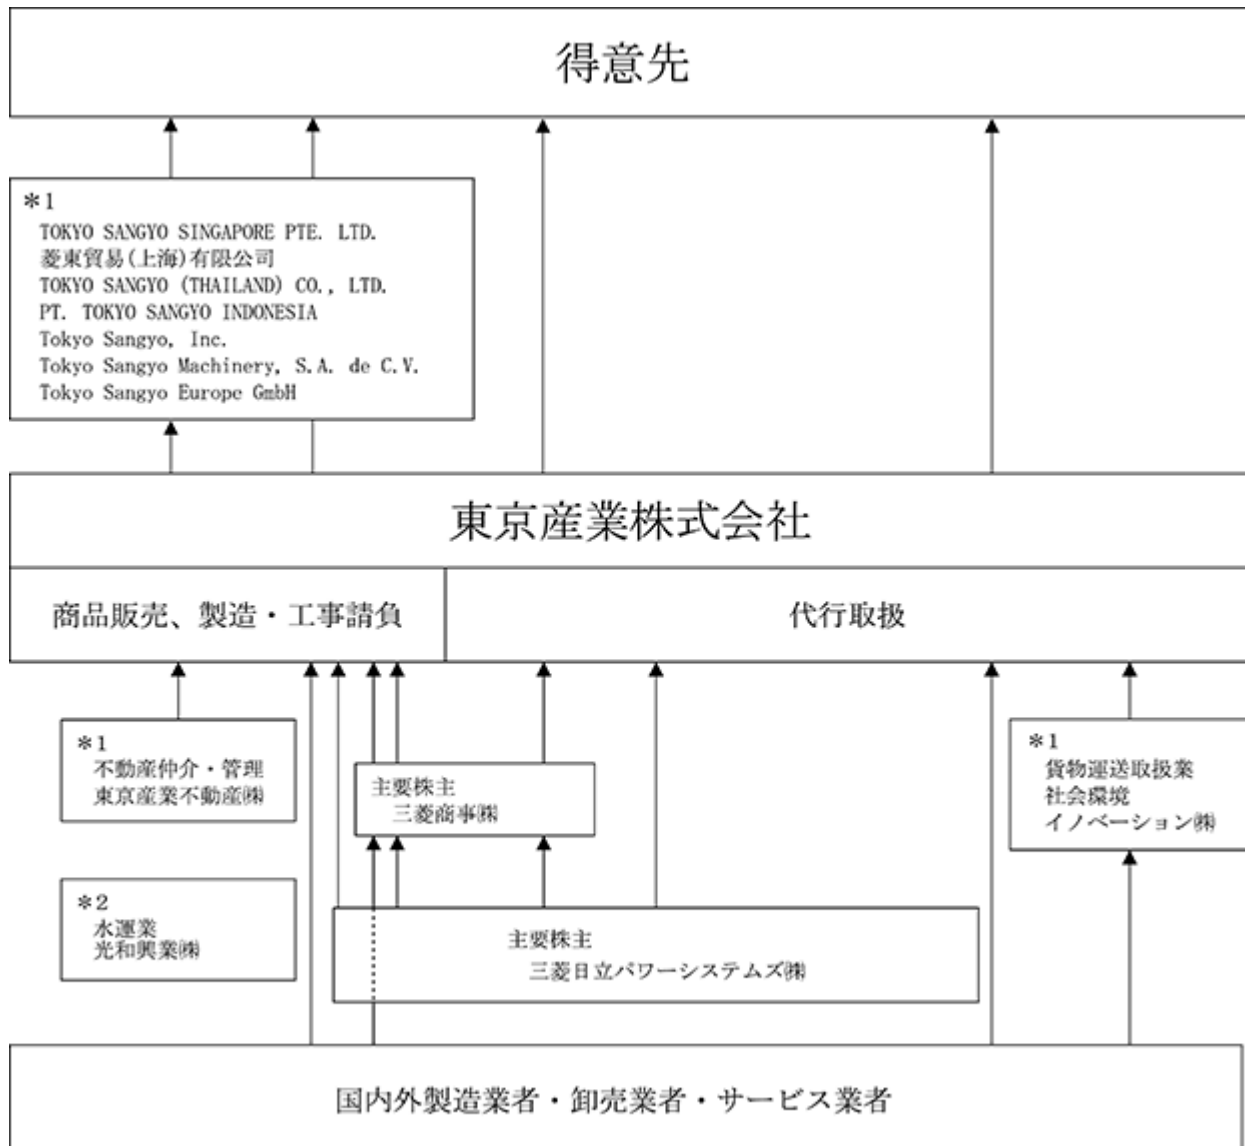 得意先
＊1
TOKYO SANGYO SINGAPORE PTE. LTD.
菱東貿易(上海)有限公司
TOKYO SANGYO (THAILAND) CO., LTD.
PT. TOKYO SANGYO INDONESIA
Tokyo Sangyo, Inc.
Tokyo Sangyo Machinery, S.A. de C.V.
Tokyo Sangyo Europe GmbH
東京産業株式会社
商品販売、製造・工事請負
代行取扱
＊1
不動産仲介・管理
東京産業不動産㈱
主要株主
三菱商事㈱
＊1
貨物運送取扱業
社会環境
イノベーション㈱
＊2
水運業
光和興業㈱
主要株主
三菱日立パワーシステムズ㈱
国内外製造業者・卸売業者・サービス業者